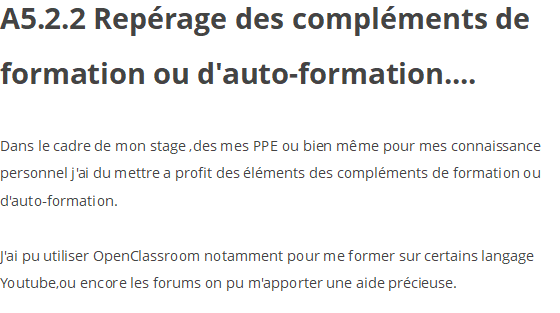 A5.2.2 Repérage des compléments de
formation ou d'auto-formation....
Dans le cadre de mon stage ,des mes PPE ou bien même pour mes connaissance
personnel j'ai du mettre a profit des éléments des compléments de formation ou
d'auto-formation.
J'ai pu utiliser OpenClassroom notamment pour me former sur certains langage
Youtube,ou encore les forums on pu m'apporter une aide précieuse.